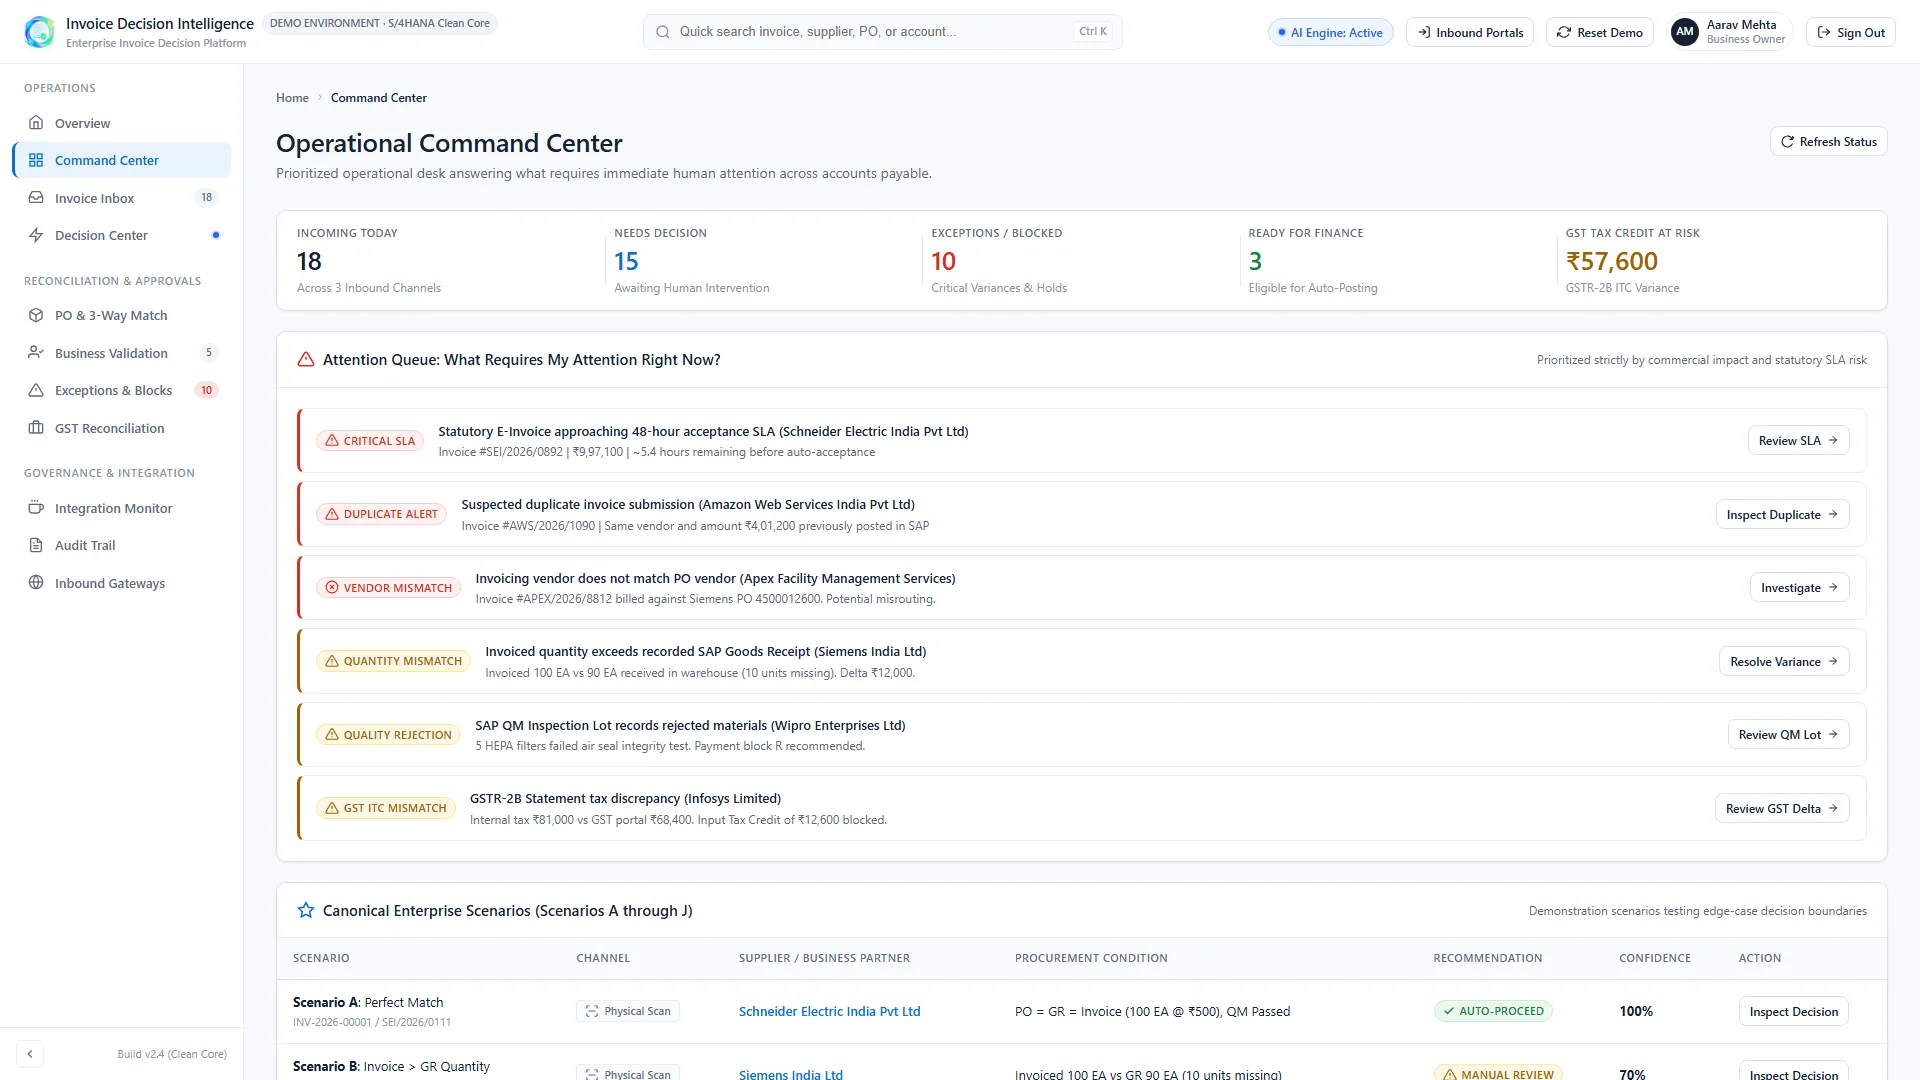 Invoice Decision Intelligence
DEMO ENVIRONMENT · S/4HANA Clean Core
Enterprise Invoice Decision Platform
Quick search invoice, supplier, PO, or account...
Ctrl K
AI Engine: Active
Inbound Portals
Reset Demo
AM
Aarav Mehta
Business Owner
Sign Out
OPERATIONS
Overview
Command Center
Invoice Inbox 18
Decision Center
RECONCILIATION & APPROVALS
PO & 3-Way Match
Business Validation 5
Exceptions & Blocks 10
GST Reconciliation
GOVERNANCE & INTEGRATION
Integration Monitor
Audit Trail
Inbound Gateways
Build v2.4 (Clean Core)
Home > Command Center
Operational Command Center
Prioritized operational desk answering what requires immediate human attention across accounts payable.
Refresh Status
INCOMING TODAY
18
Across 3 Inbound Channels
NEEDS DECISION
15
Awaiting Human Intervention
EXCEPTIONS / BLOCKED
10
Critical Variances & Holds
READY FOR FINANCE
3
Eligible for Auto-Posting
GST TAX CREDIT AT RISK
₹57,600
GSTR-2B ITC Variance
Attention Queue: What Requires My Attention Right Now?
Prioritized strictly by commercial impact and statutory SLA risk
CRITICAL SLA
Statutory E-Invoice approaching 48-hour acceptance SLA (Schneider Electric India Pvt Ltd)
Invoice #SEI/2026/0892 | ₹9,97,100 | ~5.4 hours remaining before auto-acceptance
Review SLA →
DUPLICATE ALERT
Suspected duplicate invoice submission (Amazon Web Services India Pvt Ltd)
Invoice #AWS/2026/1090 | Same vendor and amount ₹4,01,200 previously posted in SAP
Inspect Duplicate →
VENDOR MISMATCH
Invoicing vendor does not match PO vendor (Apex Facility Management Services)
Invoice #APEX/2026/8812 billed against Siemens PO 4500012600. Potential misrouting.
Investigate →
QUANTITY MISMATCH
Invoiced quantity exceeds recorded SAP Goods Receipt (Siemens India Ltd)
Invoiced 100 EA vs 90 EA received in warehouse (10 units missing). Delta ₹12,000.
Resolve Variance →
QUALITY REJECTION
SAP QM Inspection Lot records rejected materials (Wipro Enterprises Ltd)
5 HEPA filters failed air seal integrity test. Payment block R recommended.
Review QM Lot →
GST ITC MISMATCH
GSTR-2B Statement tax discrepancy (Infosys Limited)
Internal tax ₹81,000 vs GST portal ₹68,400. Input Tax Credit of ₹12,600 blocked.
Review GST Delta →
Canonical Enterprise Scenarios (Scenarios A through J)
Demonstration scenarios testing edge-case decision boundaries
SCENARIO CHANNEL SUPPLIER / BUSINESS PARTNER PROCUREMENT CONDITION RECOMMENDATION CONFIDENCE ACTION
Scenario A: Perfect Match
INV-2026-00001 / SEI/2026/0111
Physical Scan
Schneider Electric India Pvt Ltd
PO = GR = Invoice (100 EA @ ₹500), QM Passed
AUTO-PROCEED
100%
Inspect Decision
Scenario B: Invoice > GR Quantity
Physical Scan
Siemens India Ltd
Invoiced 100 EA vs GR 90 EA (10 units missing)
MANUAL REVIEW
70%
Inspect Decision